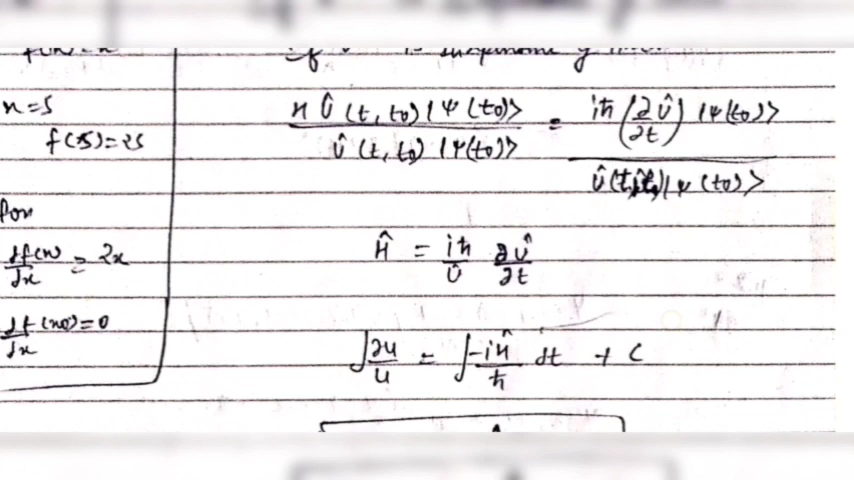 n=5
f(5)=25
for
df(x)/dx = 2x
df(x0)/dx = 0
H Û (t, t0) |Ψ(t0)> / Û (t, t0) |Ψ(t0)> = iħ (∂Û/∂t) |Ψ(t0)> / Û(t, t0)|Ψ(t0)>
Ĥ = iħ/Û ∂Û/∂t
∫ ∂u/u = ∫ -iĤ/ħ dt + C